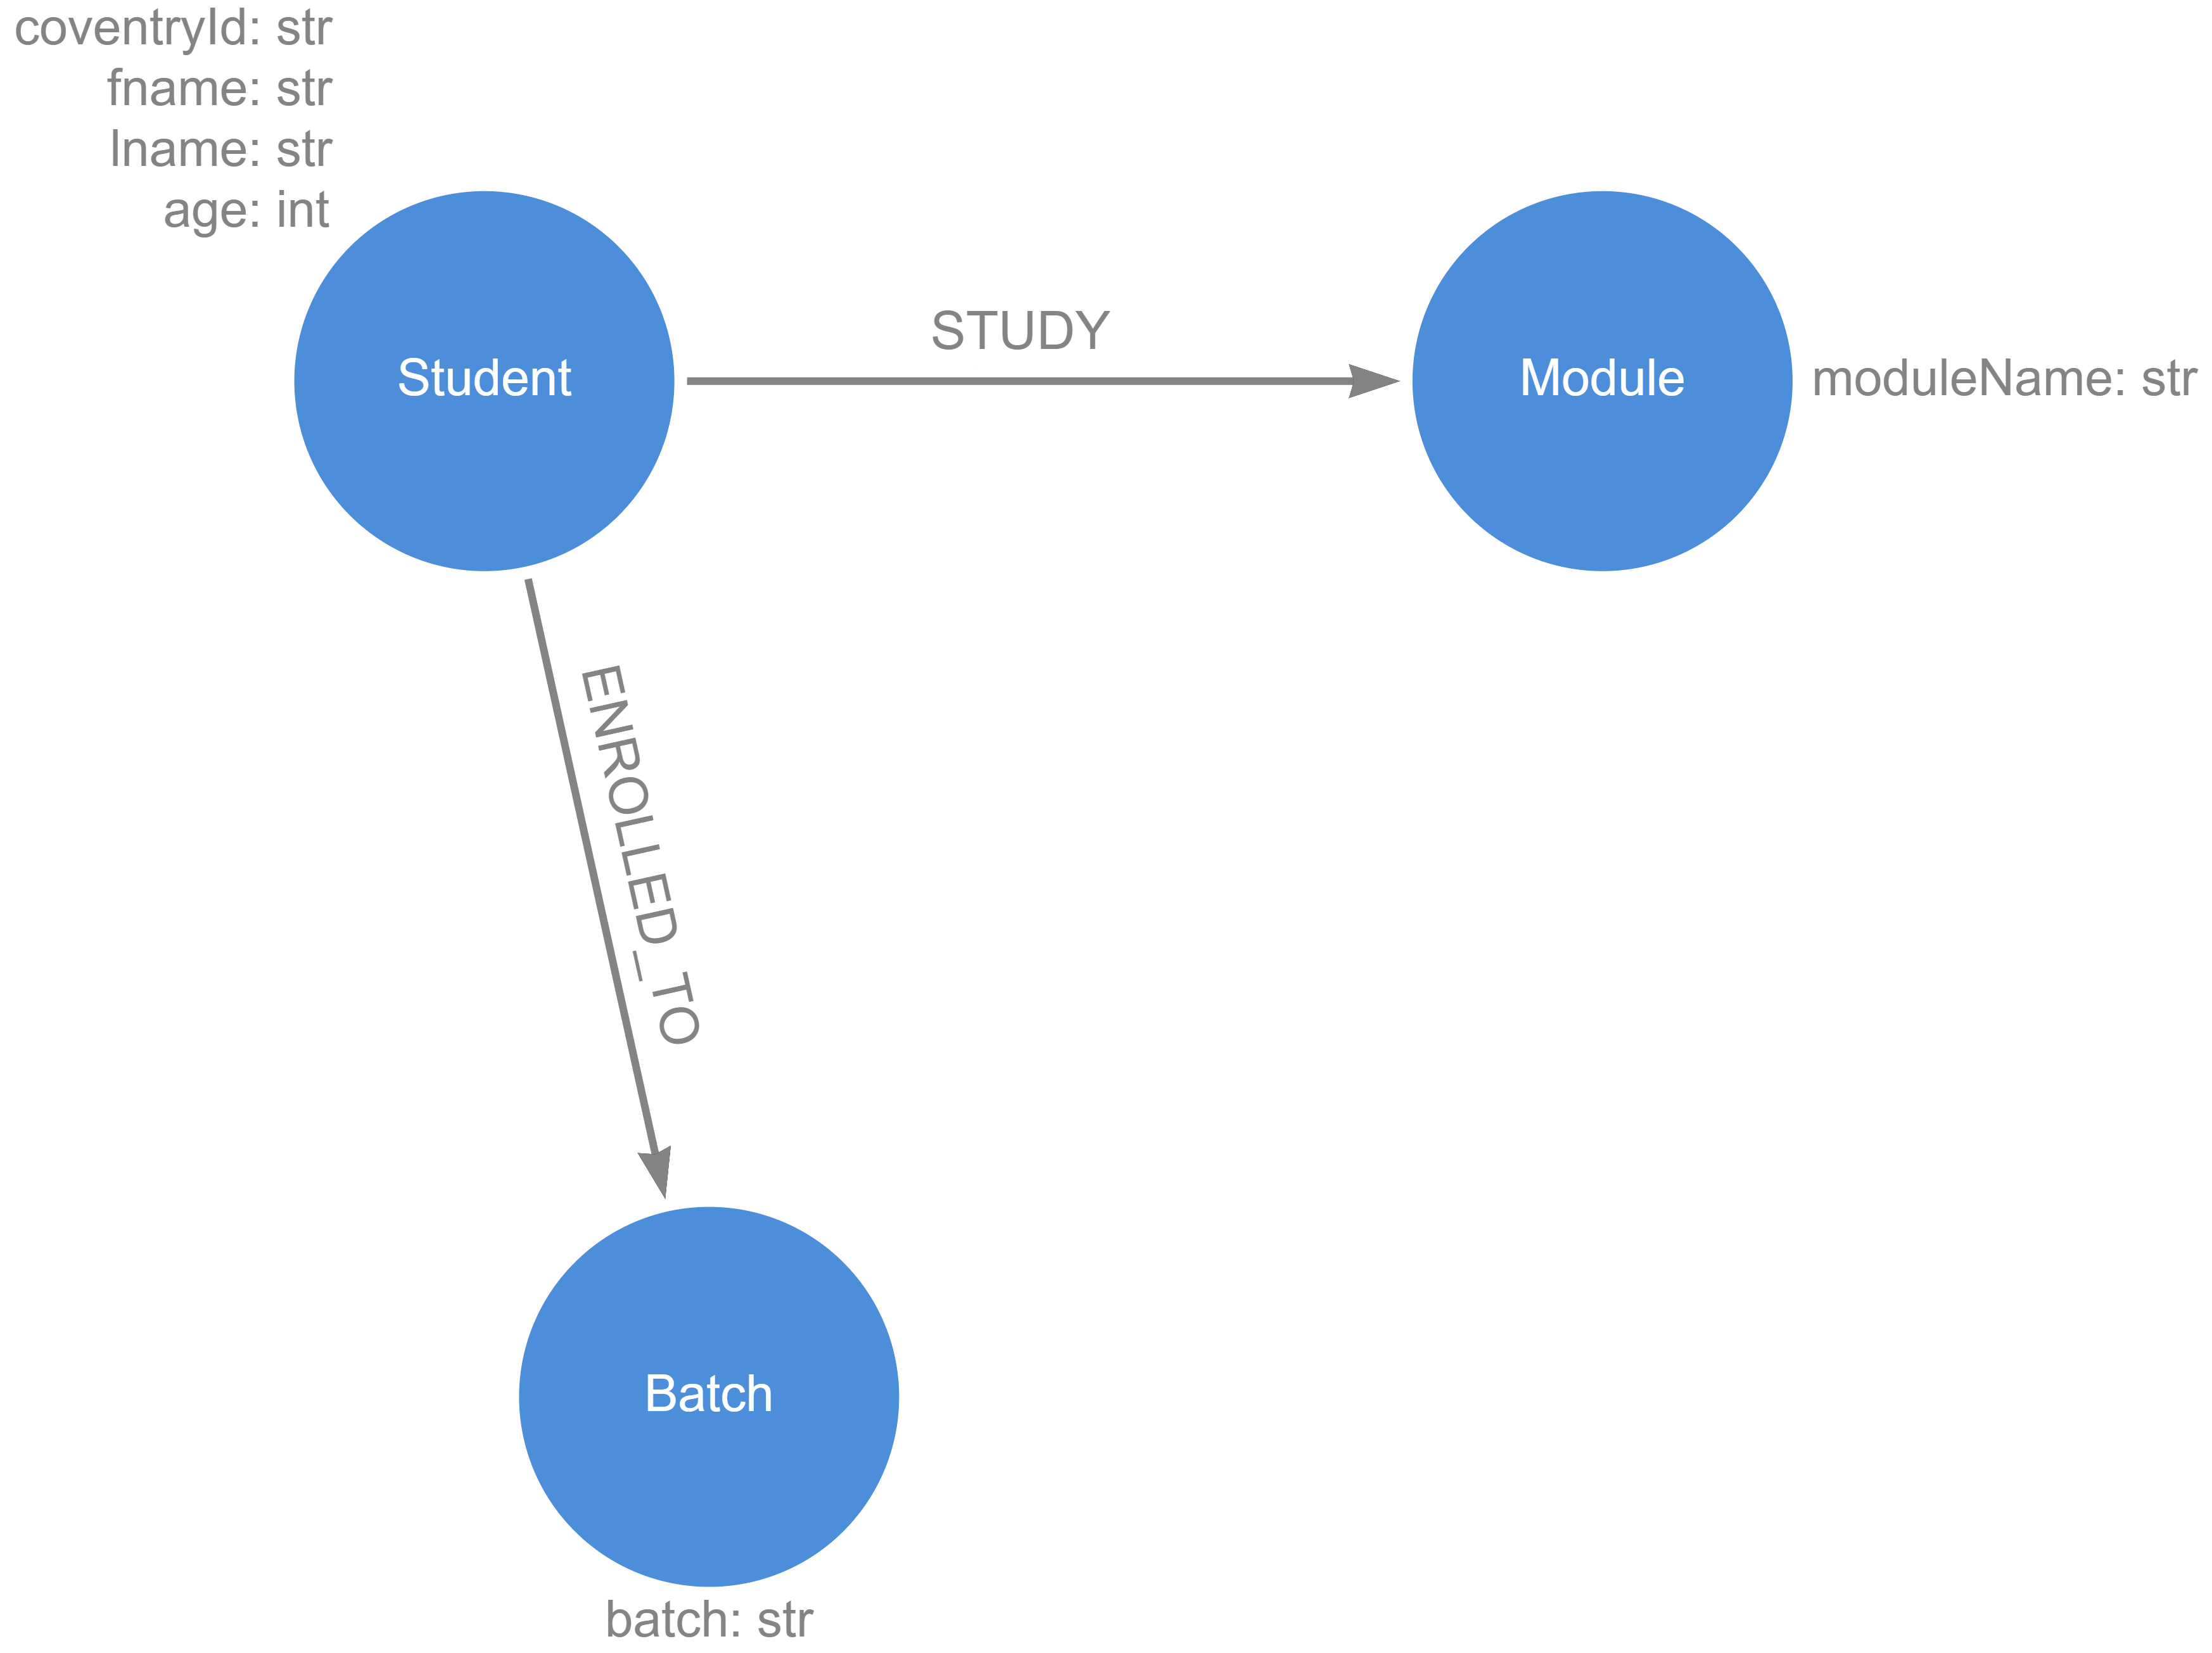 coventryId: str
fname: str
lname: str
age: int
Student
STUDY
Module
moduleName: str
ENROLLED_TO
Batch
batch: str